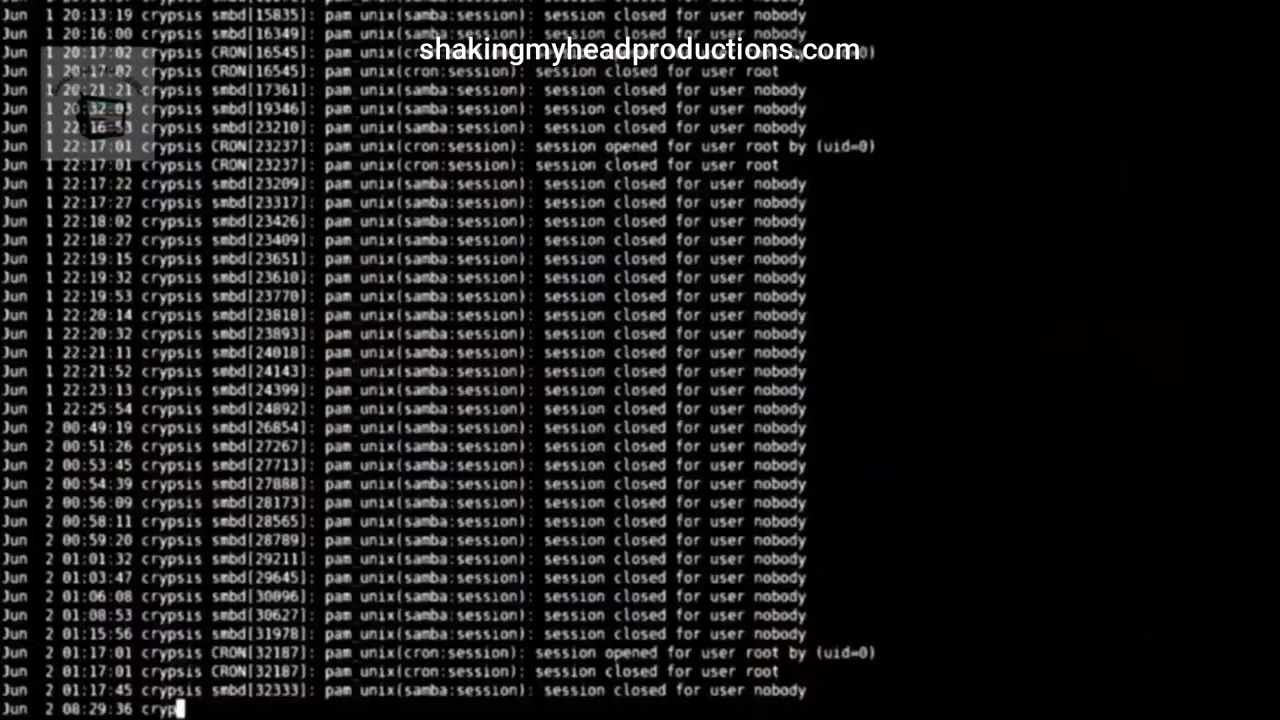 Jun 1 20:13:19 crypsis smbd[15835]: pam_unix(samba:session): session closed for user nobody
shakingmyheadproductions.com
Jun 1 20:16:00 crypsis smbd[16349]: pam_unix(samba:session): session closed for user nobody
Jun 1 20:17:02 crypsis CRON[16545]: pam_unix(cron:session): 0)
Jun 1 20:17:02 crypsis CRON[16545]: pam_unix(cron:session): session closed for user root
Jun 1 20:21:21 crypsis smbd[17361]: pam_unix(samba:session): session closed for user nobody
Jun 1 20:32:03 crypsis smbd[19346]: pam_unix(samba:session): session closed for user nobody
Jun 1 22:16:53 crypsis smbd[23210]: pam_unix(samba:session): session closed for user nobody
Jun 1 22:17:01 crypsis CRON[23237]: pam_unix(cron:session): session opened for user root by (uid=0)
Jun 1 22:17:01 crypsis CRON[23237]: pam_unix(cron:session): session closed for user root
Jun 1 22:17:22 crypsis smbd[23209]: pam_unix(samba:session): session closed for user nobody
Jun 1 22:17:27 crypsis smbd[23317]: pam_unix(samba:session): session closed for user nobody
Jun 1 22:18:02 crypsis smbd[23426]: pam_unix(samba:session): session closed for user nobody
Jun 1 22:18:27 crypsis smbd[23409]: pam_unix(samba:session): session closed for user nobody
Jun 1 22:19:15 crypsis smbd[23651]: pam_unix(samba:session): session closed for user nobody
Jun 1 22:19:32 crypsis smbd[23610]: pam_unix(samba:session): session closed for user nobody
Jun 1 22:19:53 crypsis smbd[23770]: pam_unix(samba:session): session closed for user nobody
Jun 1 22:20:14 crypsis smbd[23818]: pam_unix(samba:session): session closed for user nobody
Jun 1 22:20:32 crypsis smbd[23893]: pam_unix(samba:session): session closed for user nobody
Jun 1 22:21:11 crypsis smbd[24018]: pam_unix(samba:session): session closed for user nobody
Jun 1 22:21:52 crypsis smbd[24143]: pam_unix(samba:session): session closed for user nobody
Jun 1 22:23:13 crypsis smbd[24399]: pam_unix(samba:session): session closed for user nobody
Jun 1 22:25:54 crypsis smbd[24892]: pam_unix(samba:session): session closed for user nobody
Jun 2 00:49:19 crypsis smbd[26854]: pam_unix(samba:session): session closed for user nobody
Jun 2 00:51:26 crypsis smbd[27267]: pam_unix(samba:session): session closed for user nobody
Jun 2 00:53:45 crypsis smbd[27713]: pam_unix(samba:session): session closed for user nobody
Jun 2 00:54:39 crypsis smbd[27888]: pam_unix(samba:session): session closed for user nobody
Jun 2 00:56:09 crypsis smbd[28173]: pam_unix(samba:session): session closed for user nobody
Jun 2 00:58:11 crypsis smbd[28565]: pam_unix(samba:session): session closed for user nobody
Jun 2 00:59:20 crypsis smbd[28789]: pam_unix(samba:session): session closed for user nobody
Jun 2 01:01:32 crypsis smbd[29211]: pam_unix(samba:session): session closed for user nobody
Jun 2 01:03:47 crypsis smbd[29645]: pam_unix(samba:session): session closed for user nobody
Jun 2 01:06:08 crypsis smbd[30096]: pam_unix(samba:session): session closed for user nobody
Jun 2 01:08:53 crypsis smbd[30627]: pam_unix(samba:session): session closed for user nobody
Jun 2 01:15:56 crypsis smbd[31978]: pam_unix(samba:session): session closed for user nobody
Jun 2 01:17:01 crypsis CRON[32187]: pam_unix(cron:session): session opened for user root by (uid=0)
Jun 2 01:17:01 crypsis CRON[32187]: pam_unix(cron:session): session closed for user root
Jun 2 01:17:45 crypsis smbd[32333]: pam_unix(samba:session): session closed for user nobody
Jun 2 08:29:36 cryp